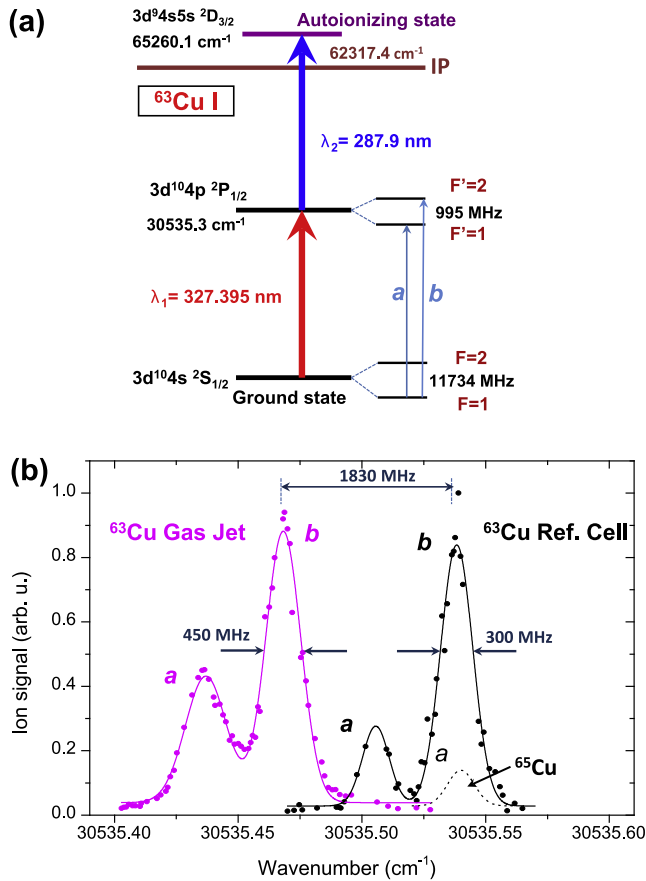 (a)
3d⁹4s5s ²D₃/₂
Autoionizing state
65260.1 cm⁻¹
62317.4 cm⁻¹
IP
⁶³Cu I
λ₂= 287.9 nm
3d¹⁰4p ²P₁/₂
F'=2
30535.3 cm⁻¹
995 MHz
F'=1
a
b
λ₁= 327.395 nm
3d¹⁰4s ²S₁/₂
F=2
Ground state
11734 MHz
F=1
(b)
1830 MHz
1.0
⁶³Cu Gas Jet
b
b
⁶³Cu Ref. Cell
0.8
Ion signal (arb. u.)
0.6
450 MHz
300 MHz
a
0.4
a
a
⁶⁵Cu
0.2
0.0
30535.40
30535.45
30535.50
30535.55
30535.60
Wavenumber (cm⁻¹)